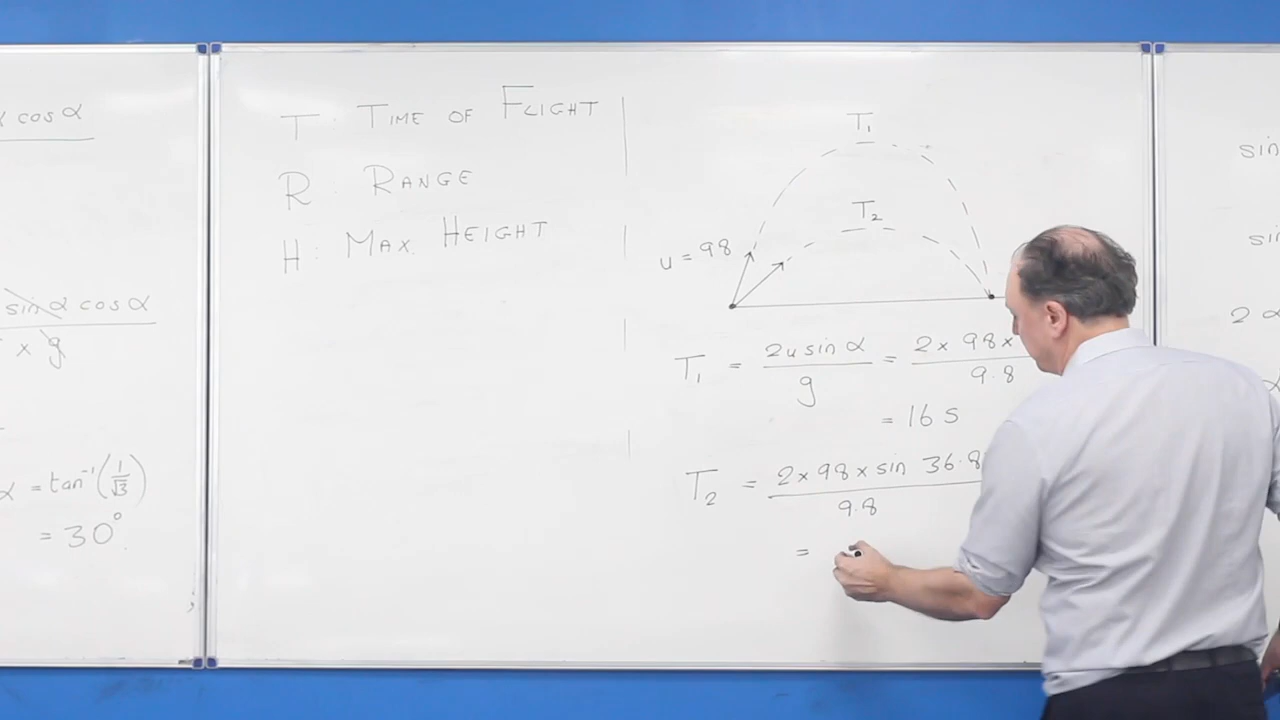 α cos α
sin α cos α
x g
α = tan⁻¹(1/√3)
= 30°
T : TIME OF FLIGHT
R : RANGE
H : MAX. HEIGHT
T₁
T₂
u = 98
T₁ = 2u sin α / g = 2 x 98 x / 9.8
= 16 s
T₂ = 2 x 98 x sin 36.8 / 9.8
=
sin
sin
2 α